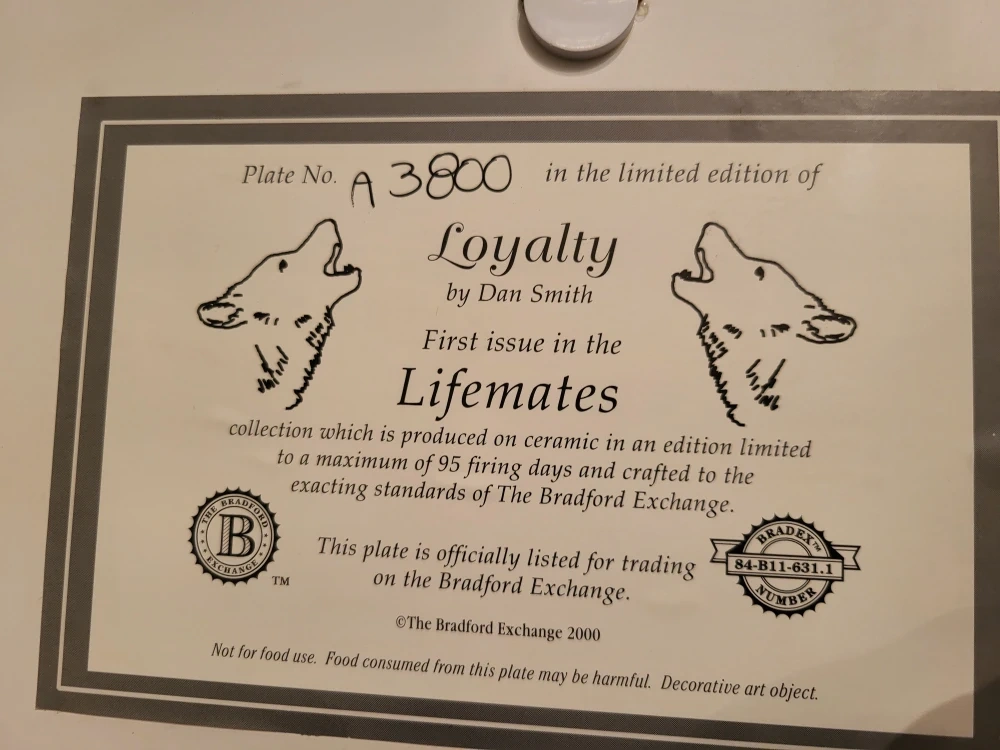 Plate No. A 3800 in the limited edition of
Loyalty
by Dan Smith
First issue in the
Lifemates
collection which is produced on ceramic in an edition limited
to a maximum of 95 firing days and crafted to the
exacting standards of The Bradford Exchange.
THE BRADFORD
B
EXCHANGE
TM
This plate is officially listed for trading
on the Bradford Exchange.
BRADEX™
84-B11-631.1
NUMBER
©The Bradford Exchange 2000
Not for food use. Food consumed from this plate may be harmful. Decorative art object.